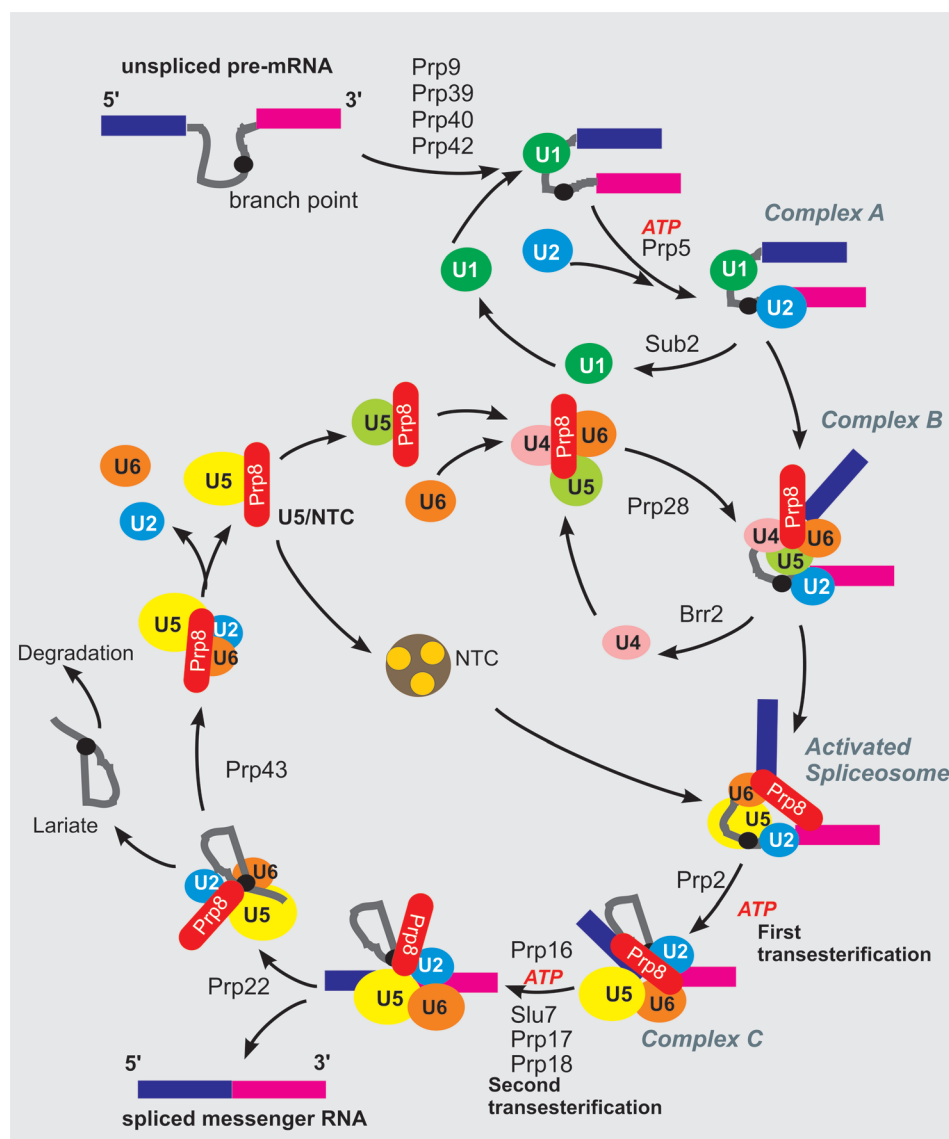 unspliced pre-mRNA
5'
3'
branch point
Prp9
Prp39
Prp40
Prp42
U1
Complex A
ATP
Prp5
U2
U1
U1
U2
Sub2
U1
Complex B
U5
Prp8
U4
Prp8
U6
U5
U6
U5
Prp8
U5/NTC
U6
U2
U6
Prp28
Prp8
U4
U6
U5
U2
Brr2
U4
U5
Prp8
U2
U6
Degradation
NTC
Activated
Spliceosome
U6
Prp8
U5
U2
Prp43
Lariate
Prp2
ATP
First
transesterification
U2
U6
Prp8
U5
Prp8
U2
U5
U6
Prp16
ATP
Slu7
Prp17
Prp18
Second
transesterification
U2
Prp8
U5
U6
Complex C
Prp22
5'
3'
spliced messenger RNA